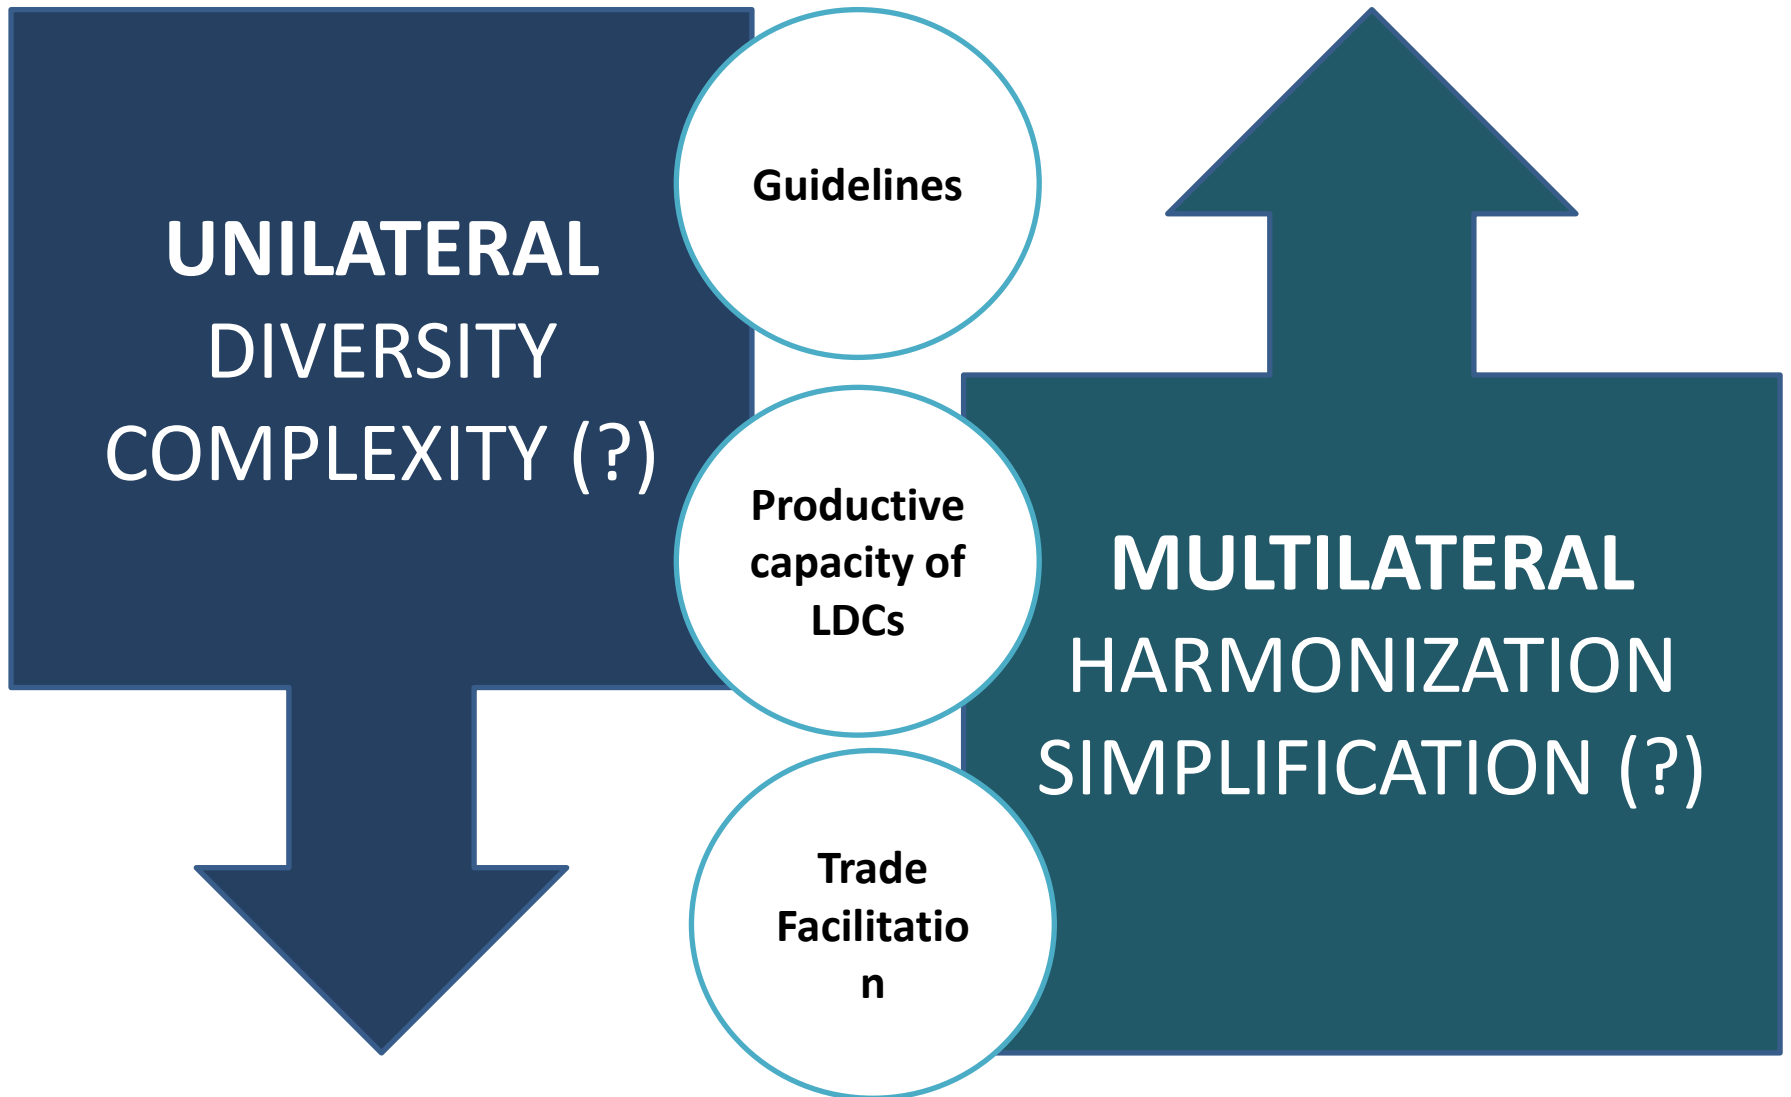 UNILATERAL
DIVERSITY
COMPLEXITY (?)
Guidelines
Productive
capacity of
LDCs
Trade
Facilitatio
n
MULTILATERAL
HARMONIZATION
SIMPLIFICATION (?)